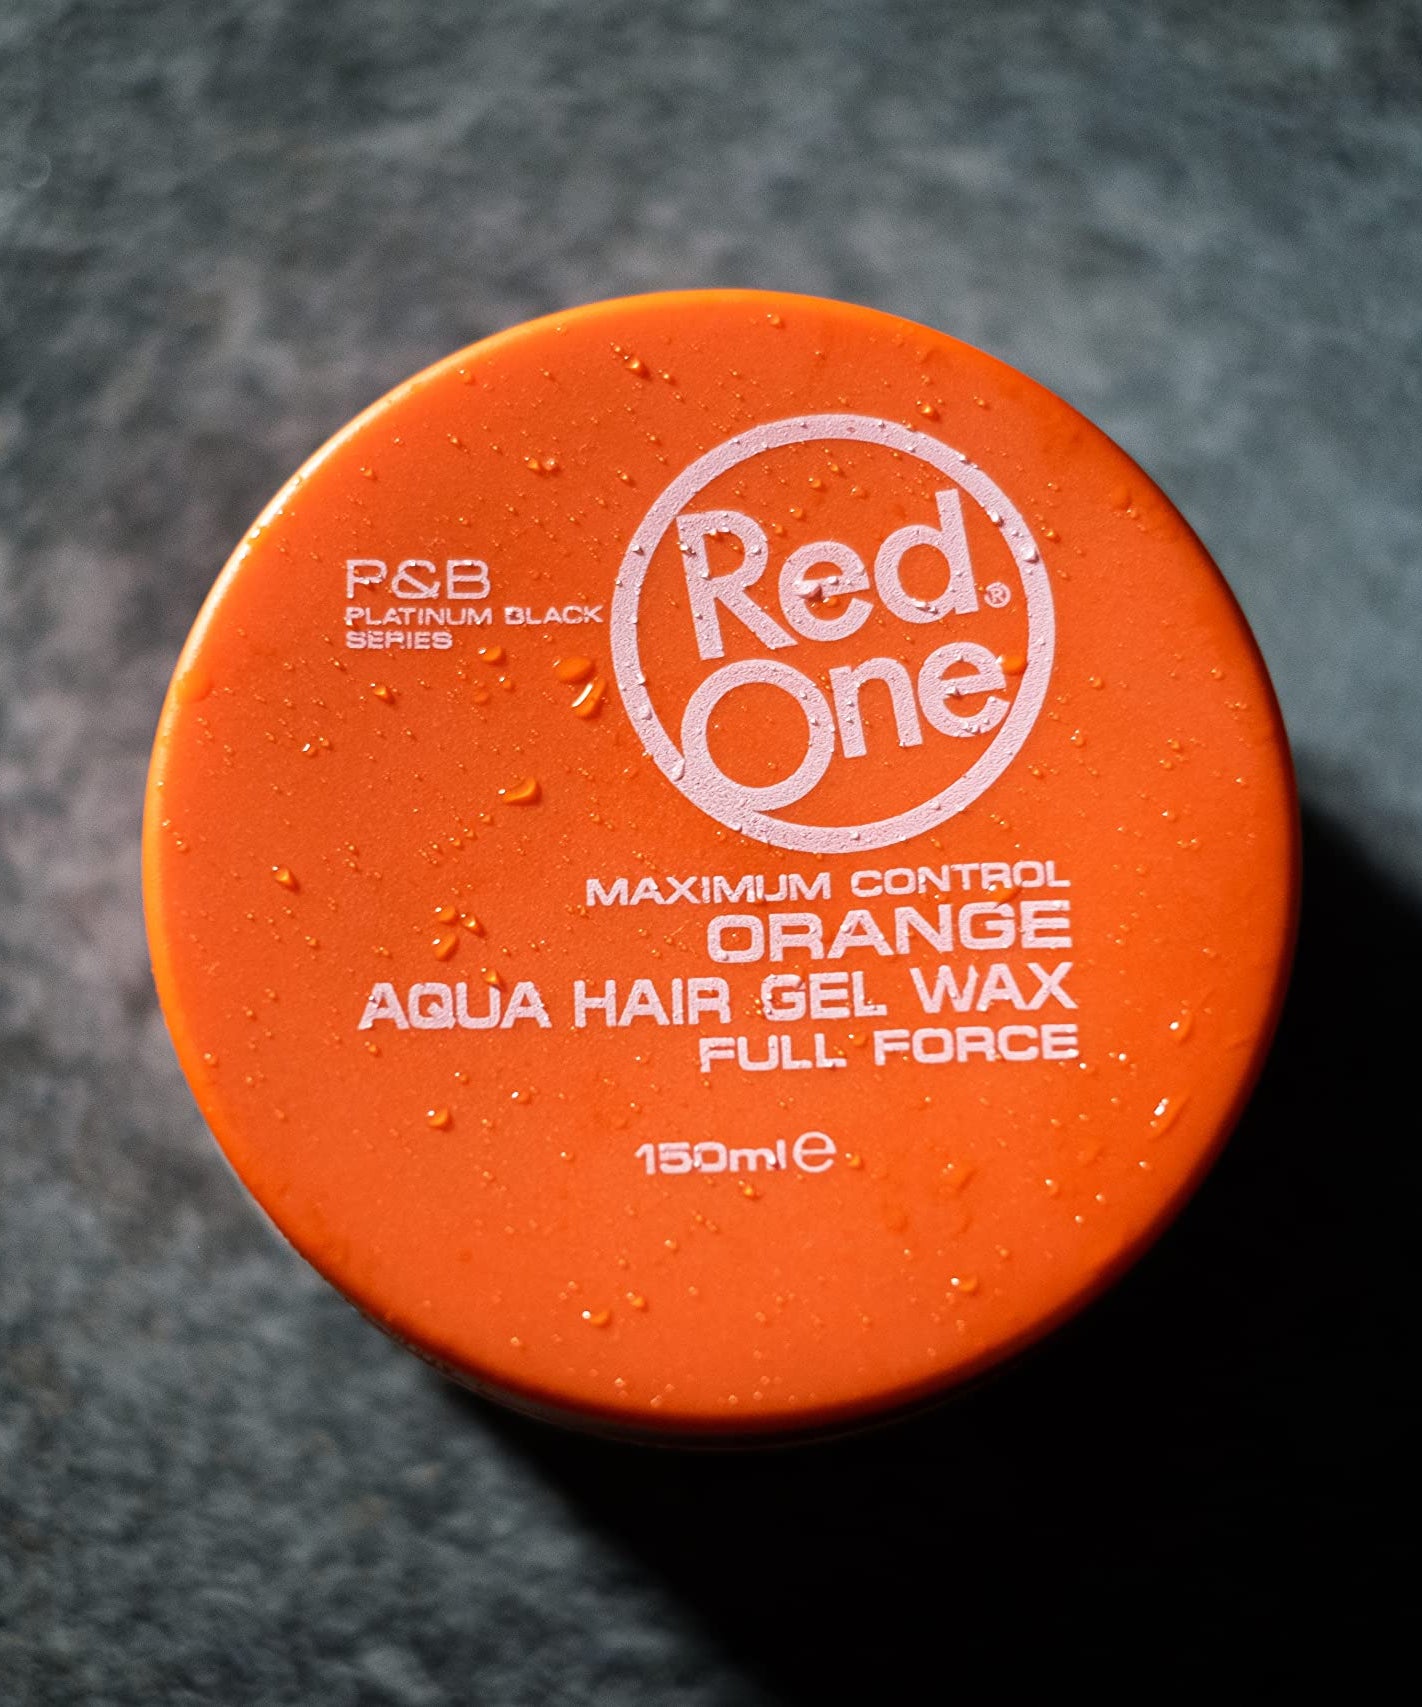 Red
One®
P&B
PLATINUM BLACK
SERIES
MAXIMUM CONTROL
ORANGE
AQUA HAIR GEL WAX
FULL FORCE
150ml℮